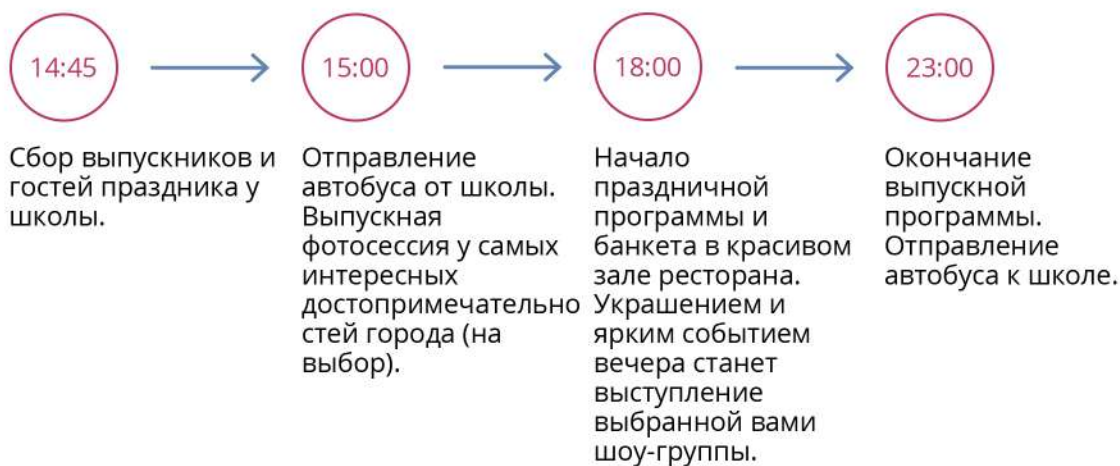 14:45
Сбор выпускников и
гостей праздника у
школы.
15:00
Отправление
автобуса от школы.
Выпускная
фотосессия у самых
интересных
достопримечательно
стей города (на
выбор).
18:00
Начало
праздничной
программы и
банкета в красивом
зале ресторана.
Украшением и
ярким событием
вечера станет
выступление
выбранной вами
шоу-группы.
23:00
Окончание
выпускной
программы.
Отправление
автобуса к школе.